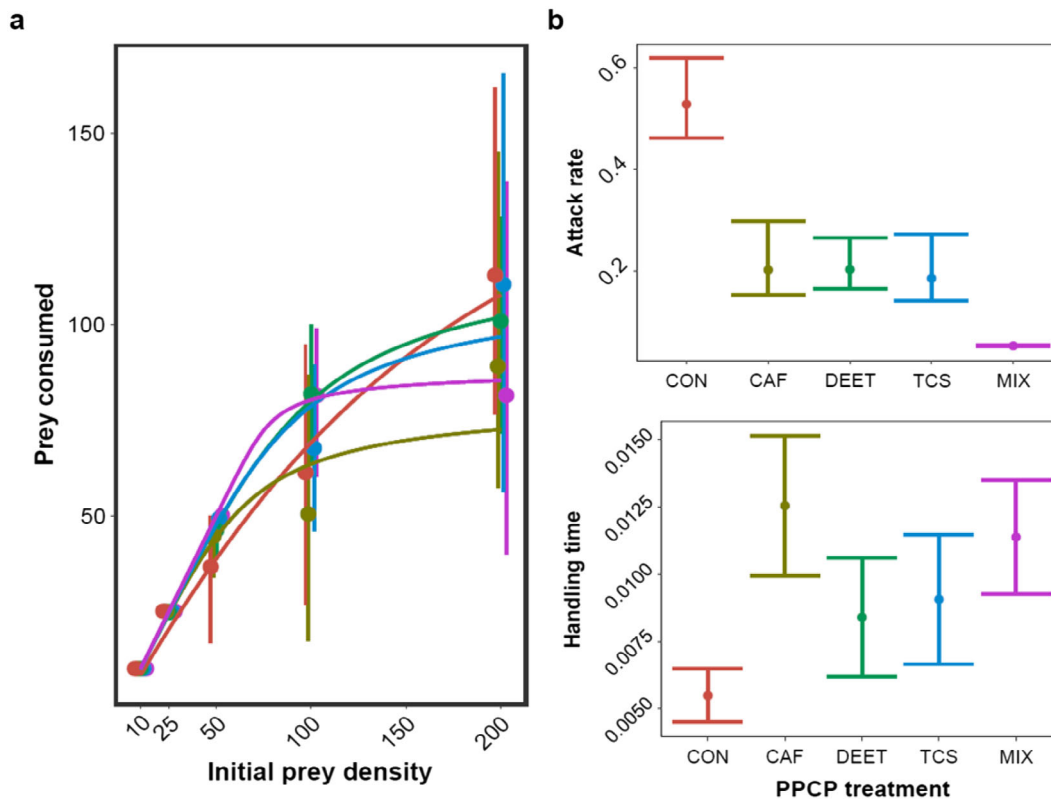 a
150
100
50
Prey consumed
10
25
50
100
150
200
Initial prey density
b
0.6
0.4
0.2
Attack rate
CON CAF DEET TCS MIX
0.0150
0.0125
0.0100
0.0075
0.0050
Handling time
CON CAF DEET TCS MIX
PPCP treatment